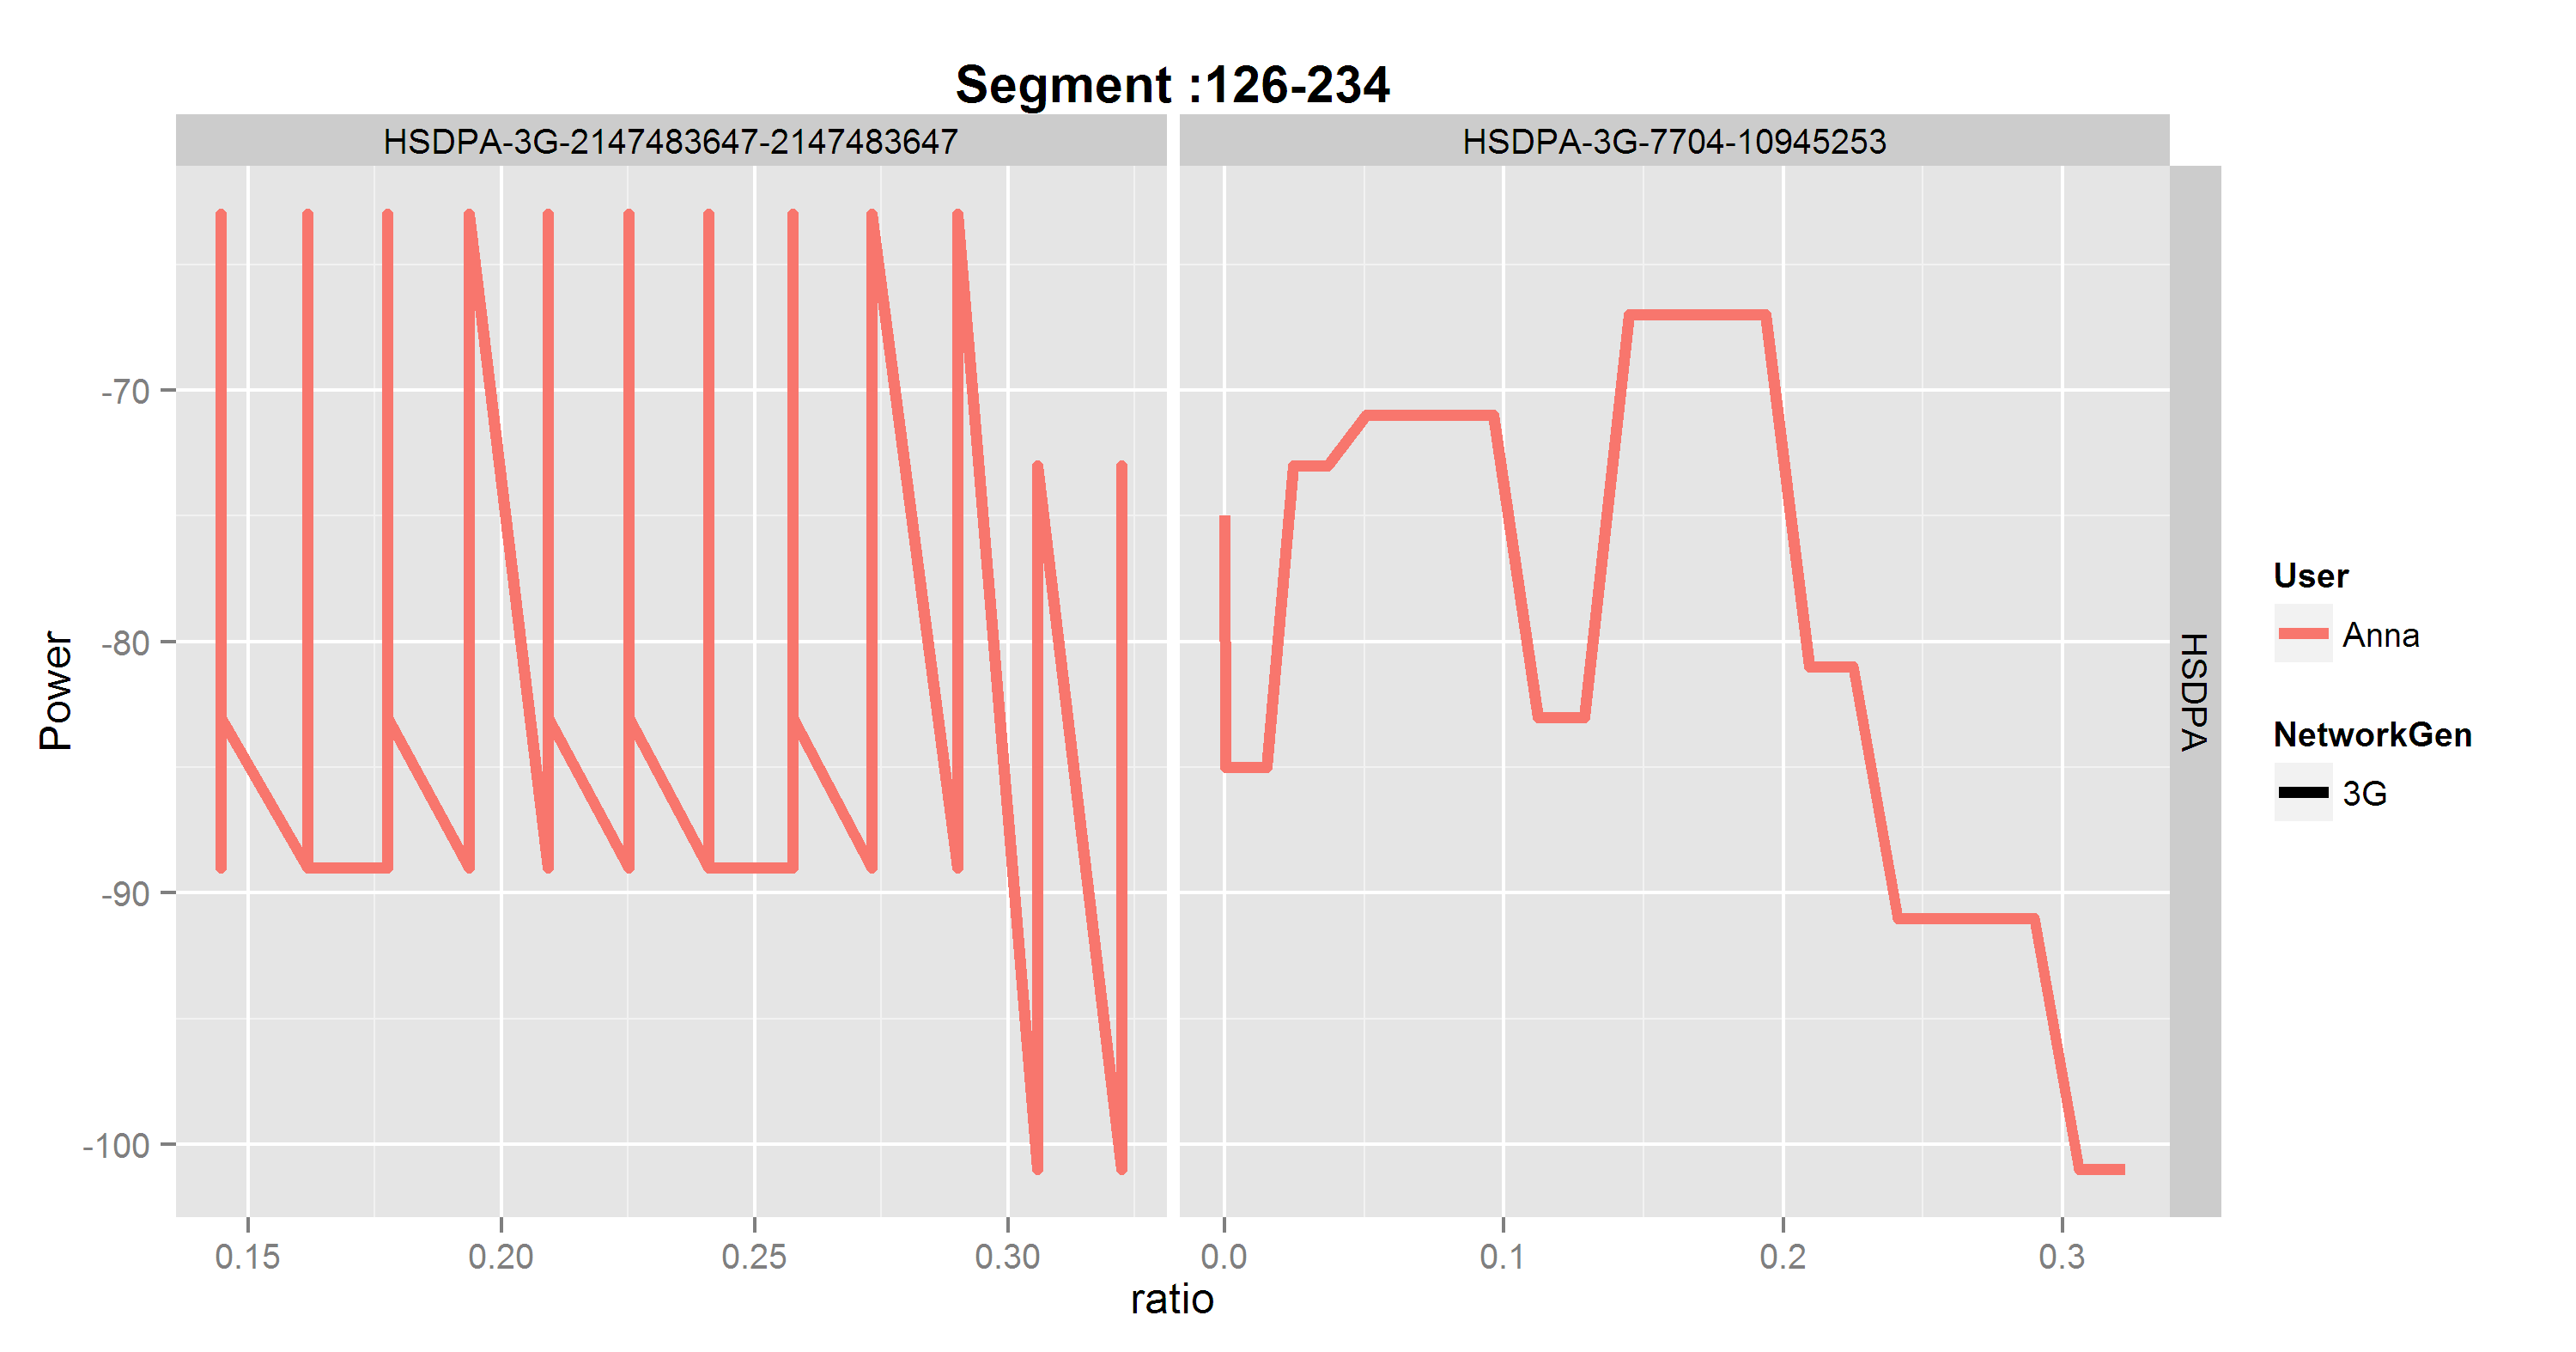 Segment :126-234
HSDPA-3G-2147483647-2147483647
HSDPA-3G-7704-10945253
HSDPA
Power
-70
-80
-90
-100
0.15
0.20
0.25
0.30
0.0
0.1
0.2
0.3
ratio
User
Anna
NetworkGen
3G